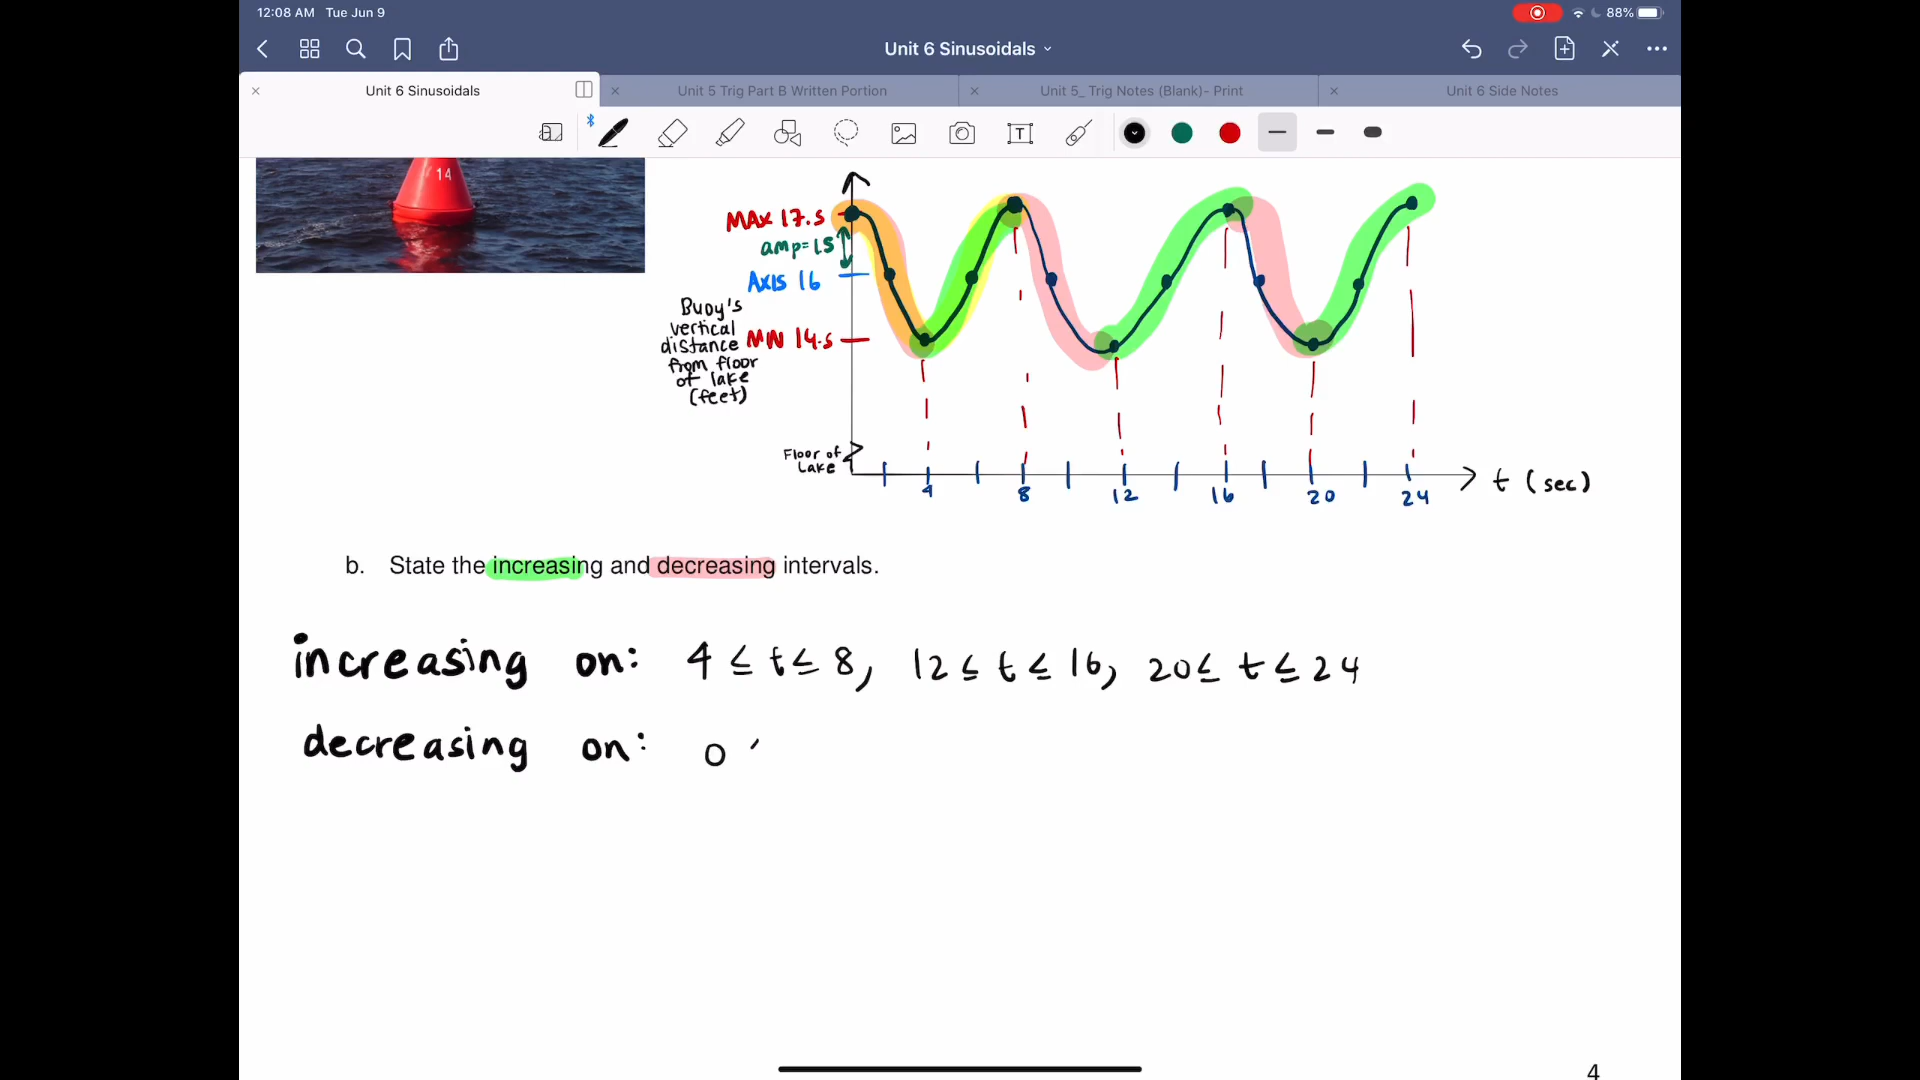 12:08 AM Tue Jun 9
88%
Unit 6 Sinusoidals
Unit 6 Sinusoidals
Unit 5 Trig Part B Written Portion
Unit 5_ Trig Notes (Blank)- Print
Unit 6 Side Notes
T
14
MAX 17.5
amp=1.5
AXIS 16
MIN 14.5
Buoy's
vertical
distance
from floor
of lake
(feet)
Floor of
Lake
4 8 12 16 20 24
t (sec)
b. State the increasing and decreasing intervals.
increasing on: 4 ≤ t ≤ 8, 12 ≤ t ≤ 16, 20 ≤ t ≤ 24
decreasing on: 0
4